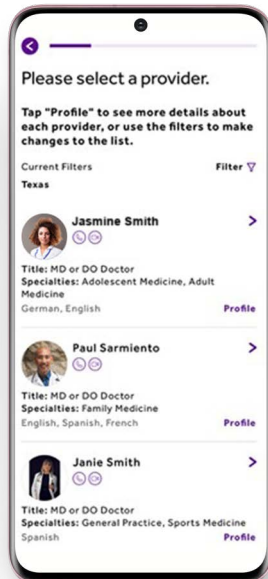 Please select a provider.
Tap "Profile" to see more details about
each provider, or use the filters to make
changes to the list.
Current Filters
Filter
Texas
Jasmine Smith
Title: MD or DO Doctor
Specialties: Adolescent Medicine, Adult
Medicine
German, English
Profile
Paul Sarmiento
Title: MD or DO Doctor
Specialties: Family Medicine
English, Spanish, French
Profile
Janie Smith
Title: MD or DO Doctor
Specialties: General Practice, Sports Medicine
Spanish
Profile